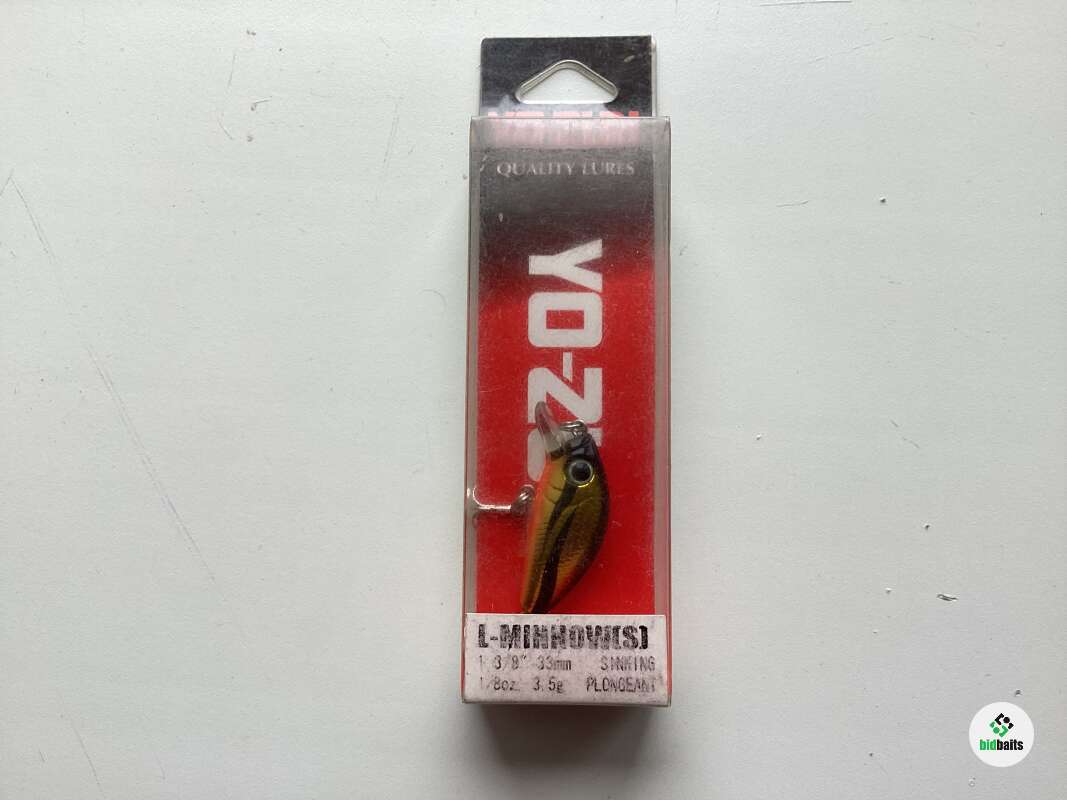 QUALITY LURES
YO-ZU
L-MINNOW(S)
1 3/8" 33mm SINKING
1/8oz. 3.5g PLONGEANT
bidbaits